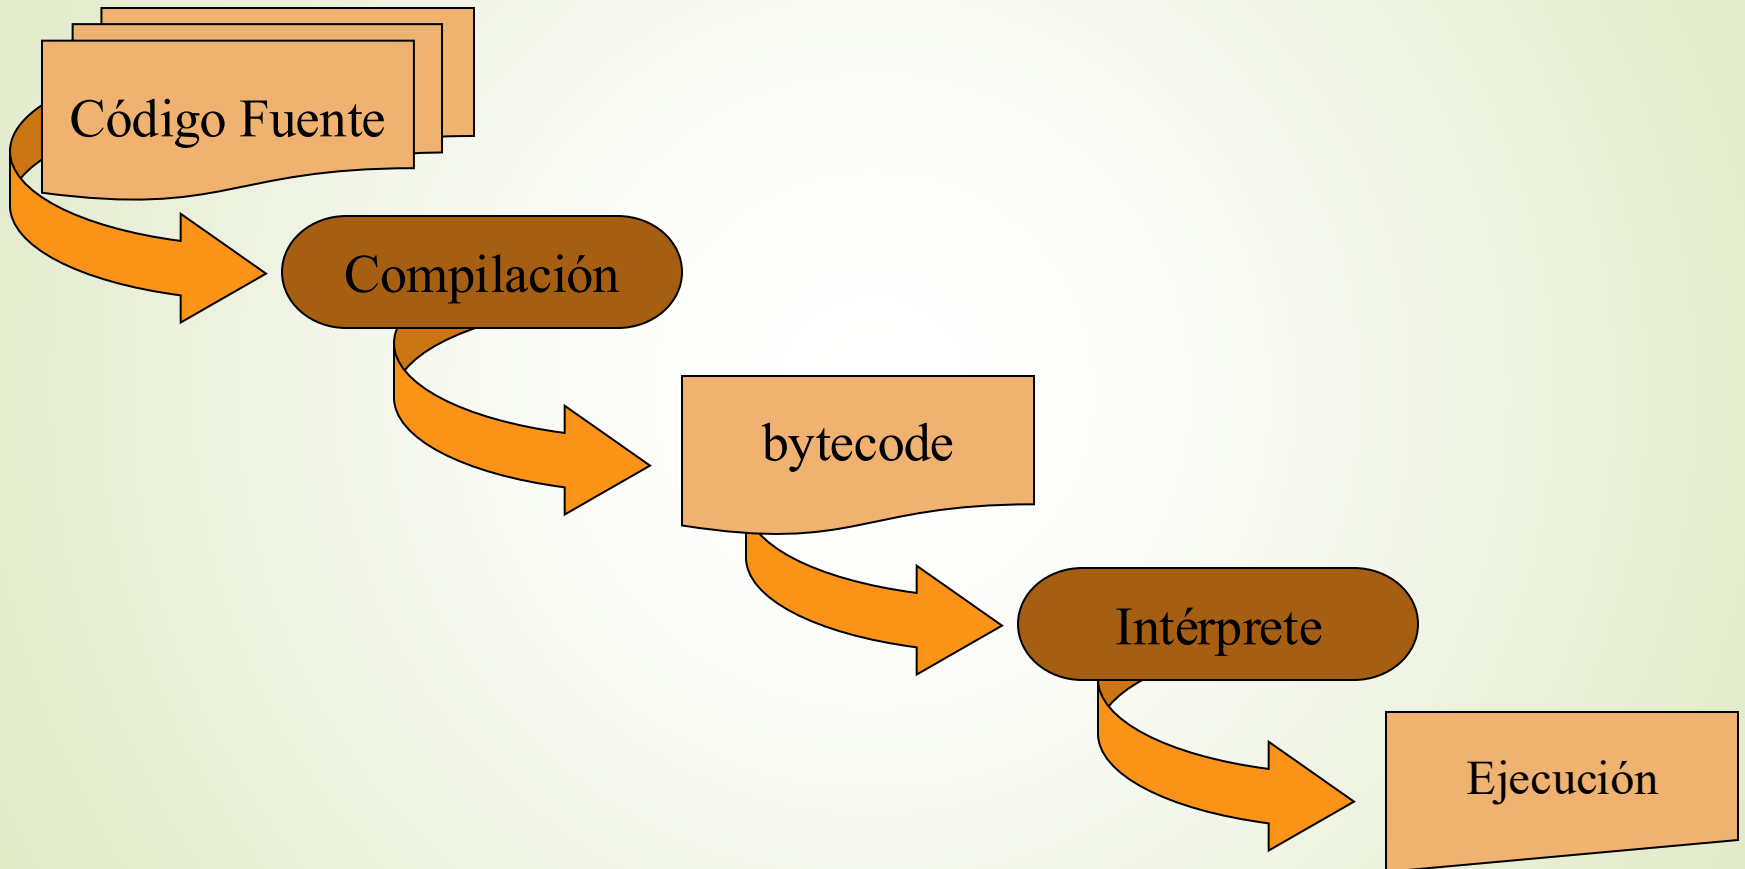 Código Fuente
Compilación
bytecode
Intérprete
Ejecución